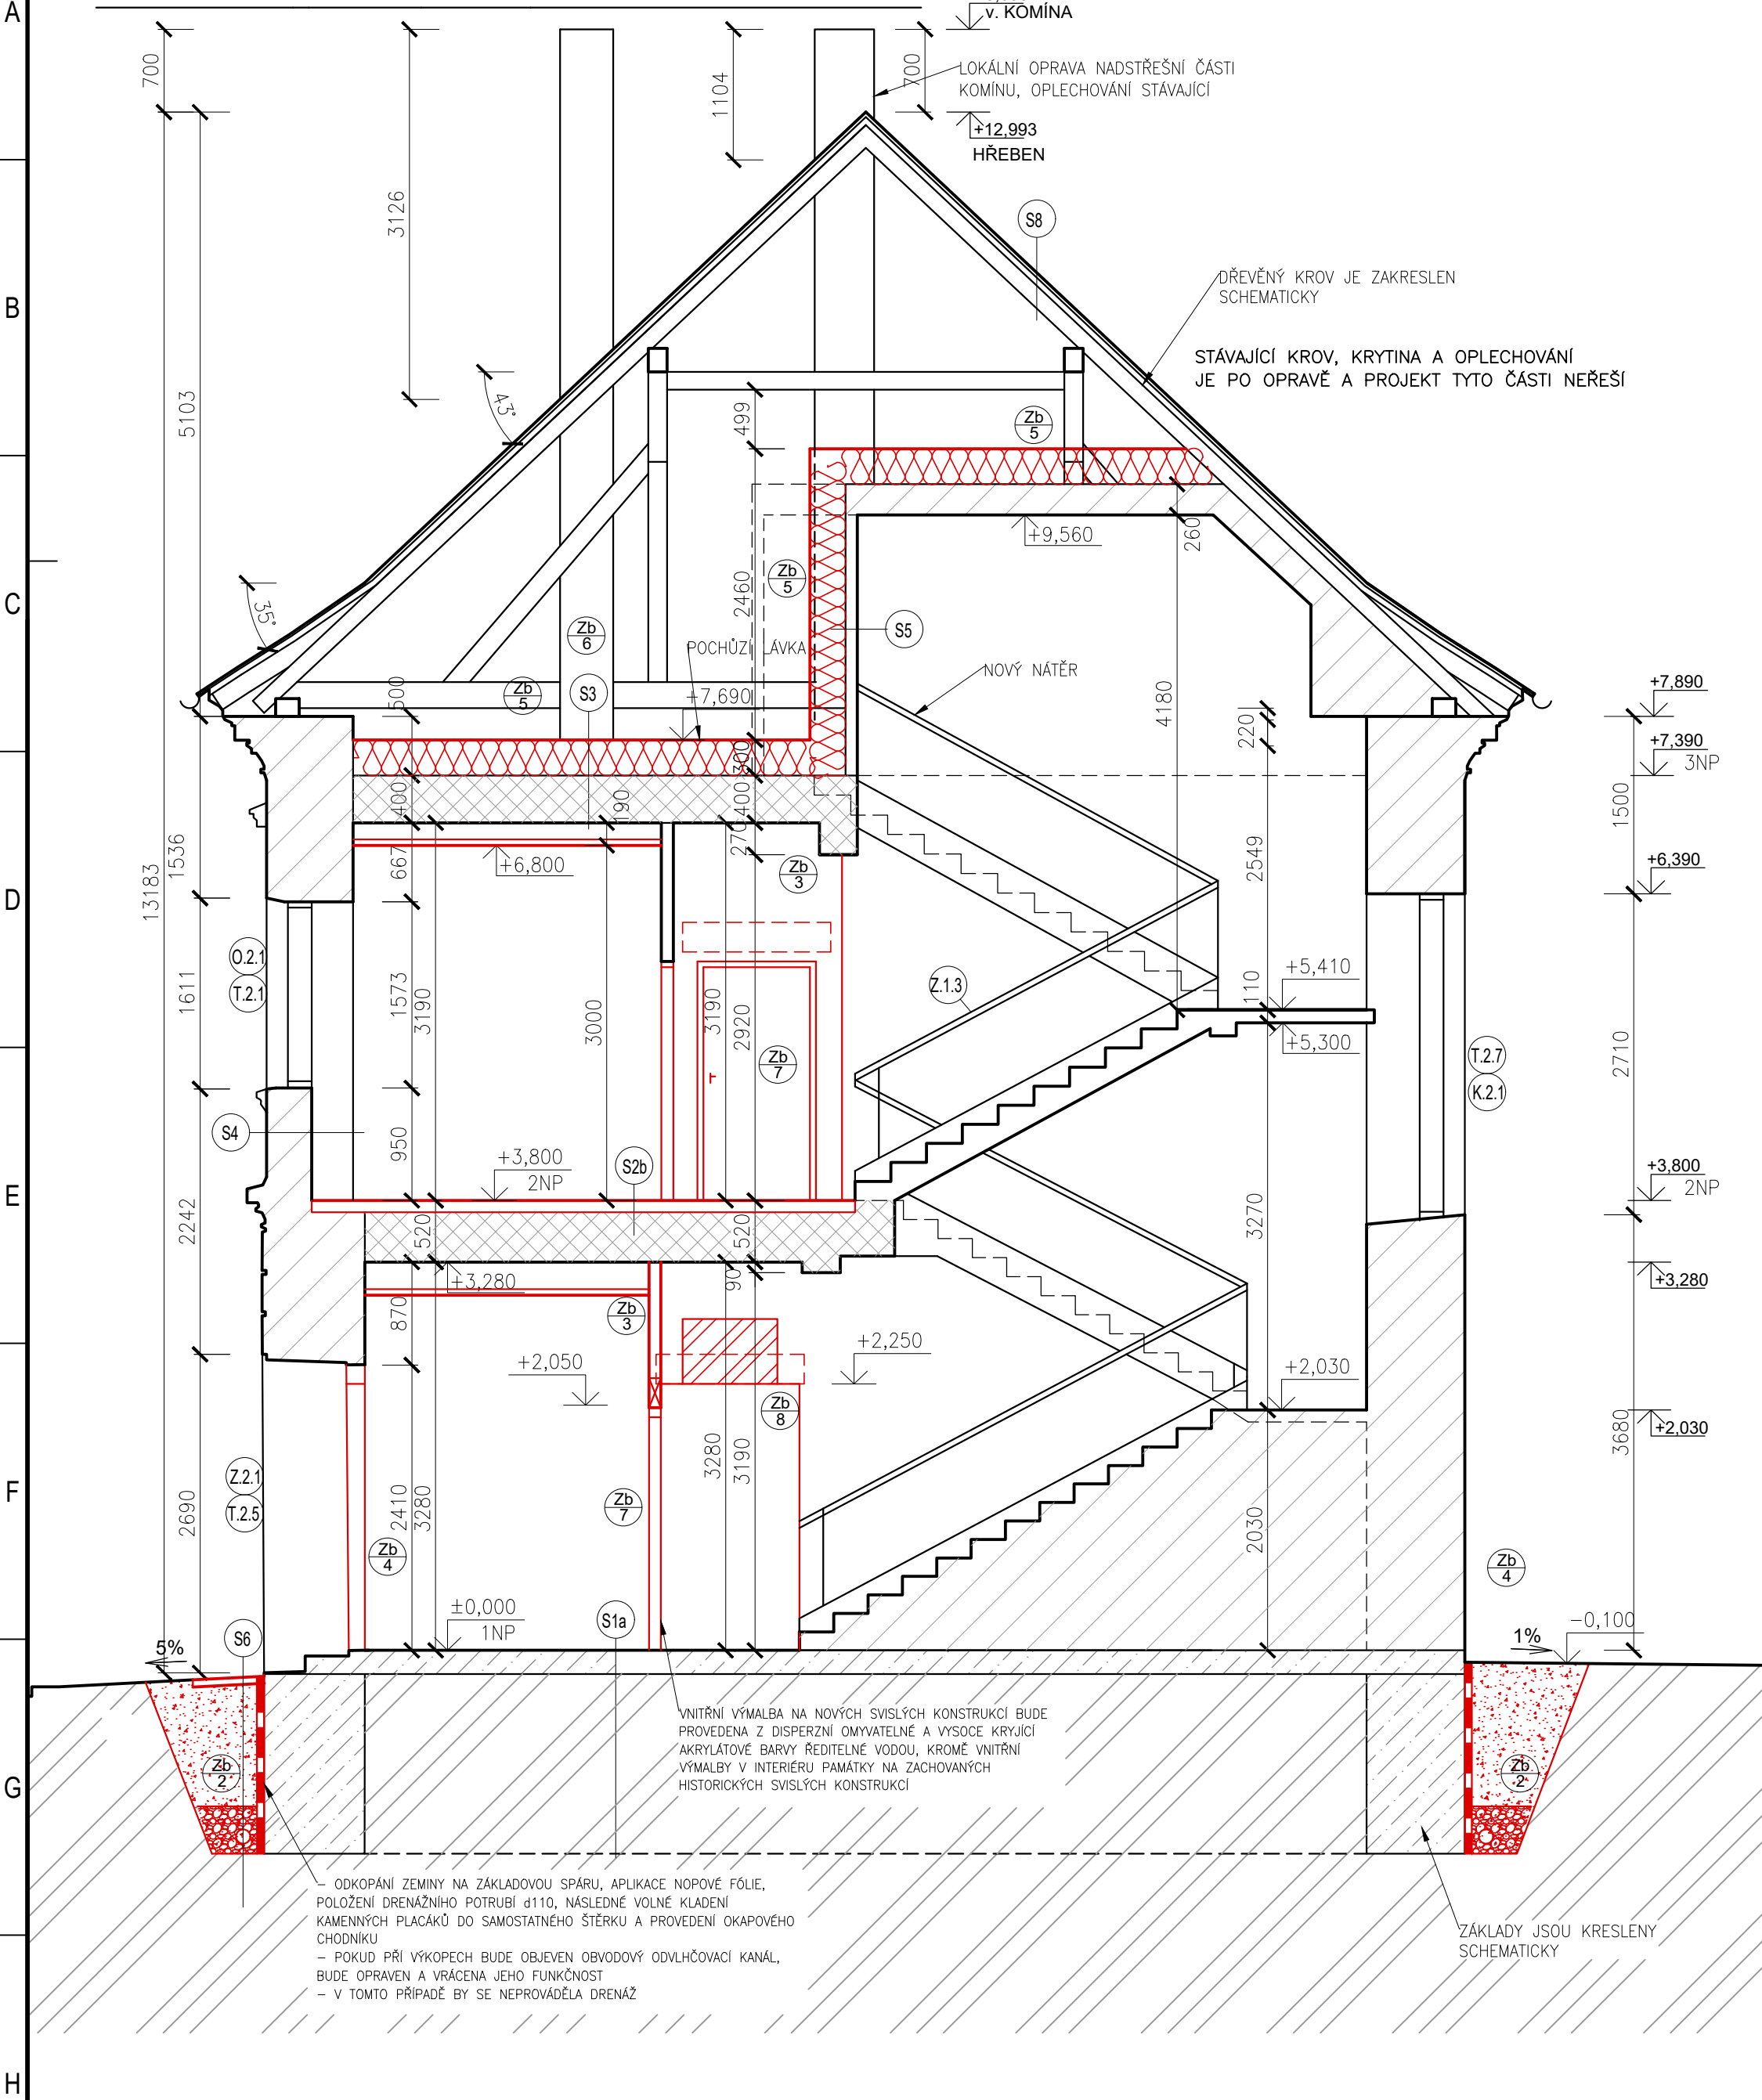 A
v. KOMÍNA
700
3126
1104
700
LOKÁLNÍ OPRAVA NADSTŘEŠNÍ ČÁSTI
KOMÍNU, OPLECHOVÁNÍ STÁVAJÍCÍ
+12,993
HŘEBEN
S8
B
DŘEVĚNÝ KROV JE ZAKRESLEN
SCHEMATICKY
STÁVAJÍCÍ KROV, KRYTINA A OPLECHOVÁNÍ
JE PO OPRAVĚ A PROJEKT TYTO ČÁSTI NEŘEŠÍ
5103
43°
499
Zb
5
+9,560
260
C
35°
2460
Zb
5
Zb
6
S5
POCHŮZÍ LÁVKA
NOVÝ NÁTĚR
500
Zb
5
S3
+7,690
4180
220
+7,890
+7,390
3NP
300
400
190
400
270
1500
D
13183
1536
667
+6,800
Zb
3
2549
+6,390
O.2.1
T.2.1
1611
1573
3190
3000
3190
2920
Z.1.3
110
+5,410
+5,300
Zb
7
2710
T.2.7
K.2.1
S4
950
+3,800
2NP
S2b
E
+3,800
2NP
2242
520
520
3270
+3,280
90
+3,280
870
Zb
3
+2,050
+2,250
+2,030
Zb
8
3680
+2,030
F
Z.2.1
T.2.5
2690
2410
3280
Zb
7
3280
3190
2030
Zb
4
Zb
4
±0,000
1NP
S1a
S6
5%
1%
-0,100
VNITŘNÍ VÝMALBA NA NOVÝCH SVISLÝCH KONSTRUKCÍ BUDE
PROVEDENA Z DISPERZNÍ OMYVATELNÉ A VYSOCE KRYJÍCÍ
AKRYLÁTOVÉ BARVY ŘEDITELNÉ VODOU, KROMĚ VNITŘNÍ
VÝMALBY V INTERIÉRU PAMÁTKY NA ZACHOVANÝCH
HISTORICKÝCH SVISLÝCH KONSTRUKCÍ
G
Zb
2
Zb
2
– ODKOPÁNÍ ZEMINY NA ZÁKLADOVOU SPÁRU, APLIKACE NOPOVÉ FÓLIE,
POLOŽENÍ DRENÁŽNÍHO POTRUBÍ d110, NÁSLEDNÉ VOLNÉ KLADENÍ
KAMENNÝCH PLACÁKŮ DO SAMOSTATNÉHO ŠTĚRKU A PROVEDENÍ OKAPOVÉHO
CHODNÍKU
– POKUD PŘÍ VÝKOPECH BUDE OBJEVEN OBVODOVÝ ODVLHČOVACÍ KANÁL,
BUDE OPRAVEN A VRÁCENA JEHO FUNKČNOST
– V TOMTO PŘÍPADĚ BY SE NEPROVÁDĚLA DRENÁŽ
ZÁKLADY JSOU KRESLENY
SCHEMATICKY
H